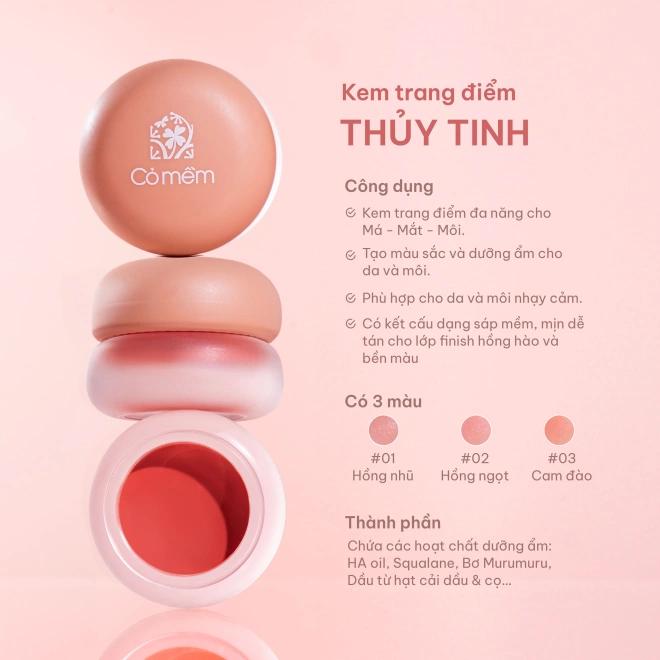 Cỏ mềm
Kem trang điểm
THỦY TINH
Công dụng
Kem trang điểm đa năng cho
Má - Mắt - Môi.
Tạo màu sắc và dưỡng ẩm cho
da và môi.
Phù hợp cho da và môi nhạy cảm.
Có kết cấu dạng sáp mềm, mịn dễ
tán cho lớp finish hồng hào và
bền màu
Có 3 màu
#01 #02 #03
Hồng nhũ Hồng ngọt Cam đào
Thành phần
Chứa các hoạt chất dưỡng ẩm:
HA oil, Squalane, Bơ Murumuru,
Dầu từ hạt cải dầu & cọ...